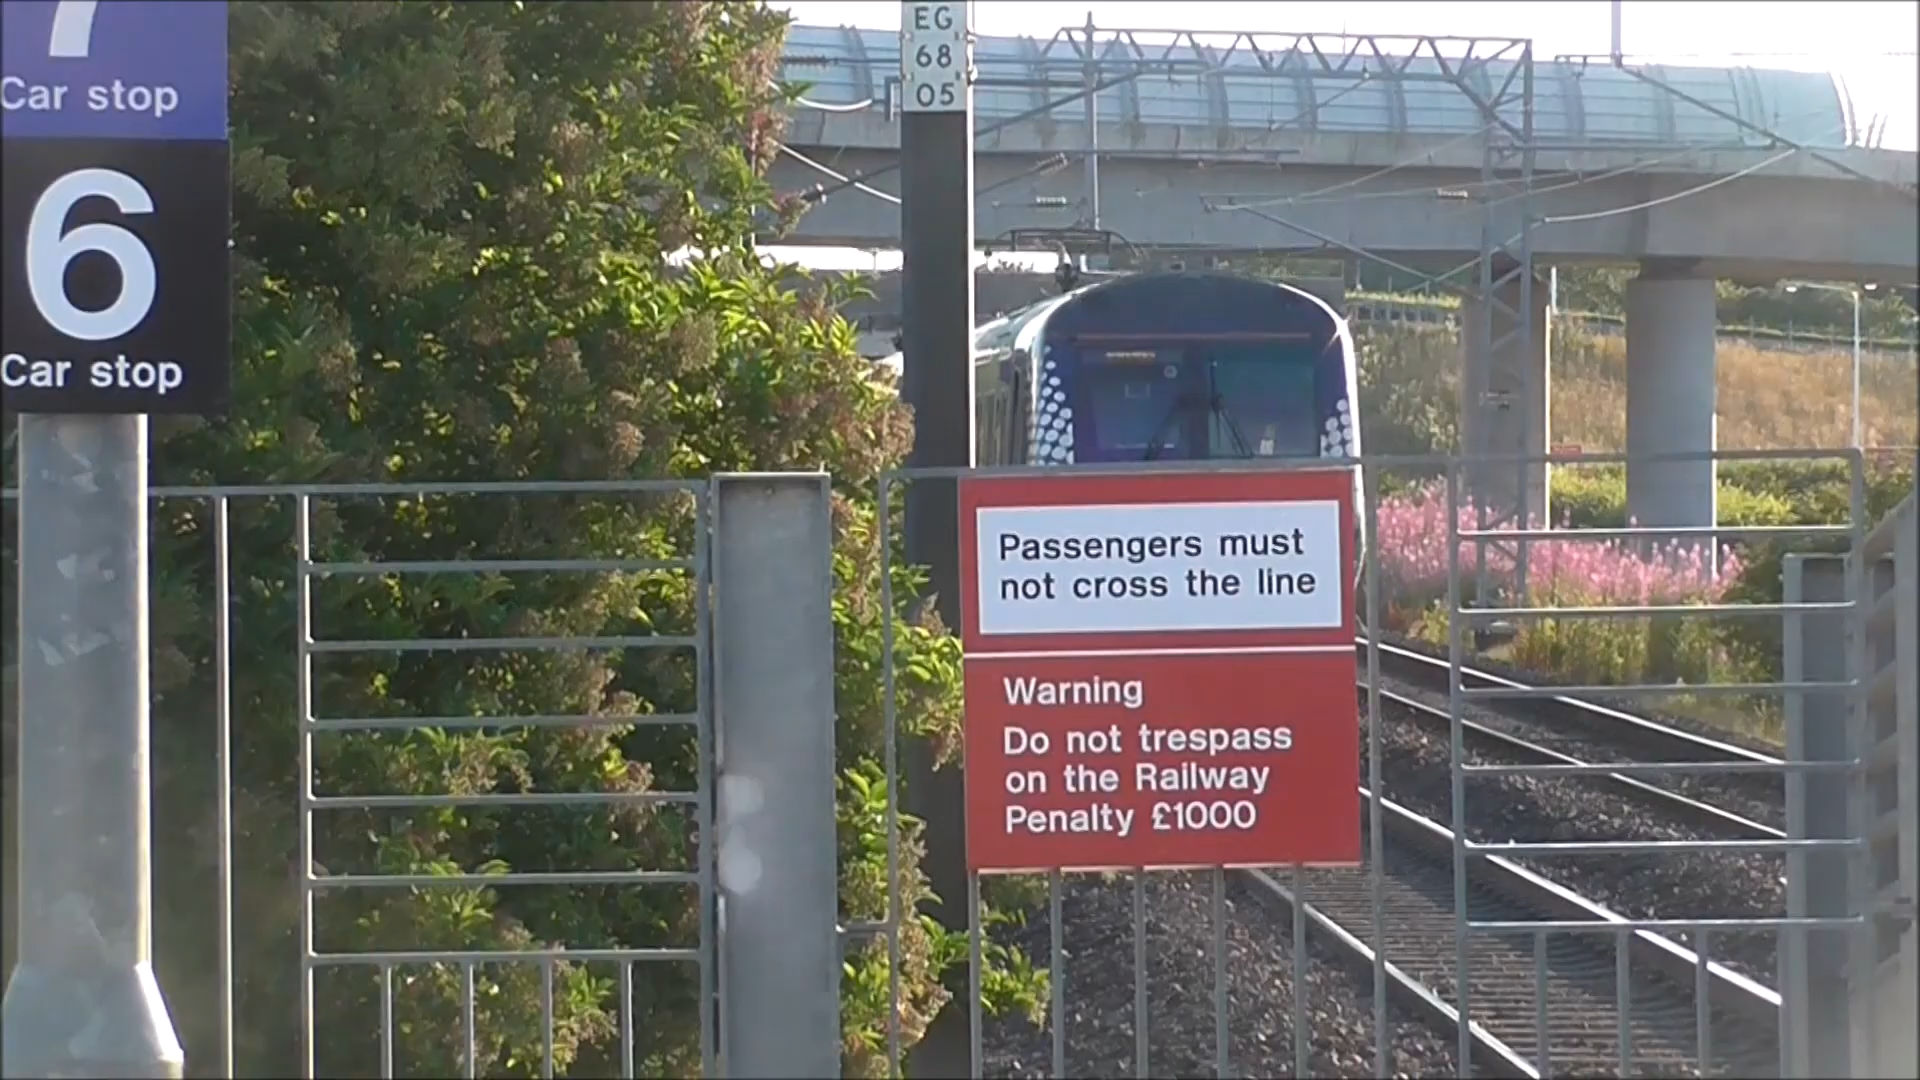 7
Car stop
6
Car stop
EG
68
05
Passengers must
not cross the line
Warning
Do not trespass
on the Railway
Penalty £1000